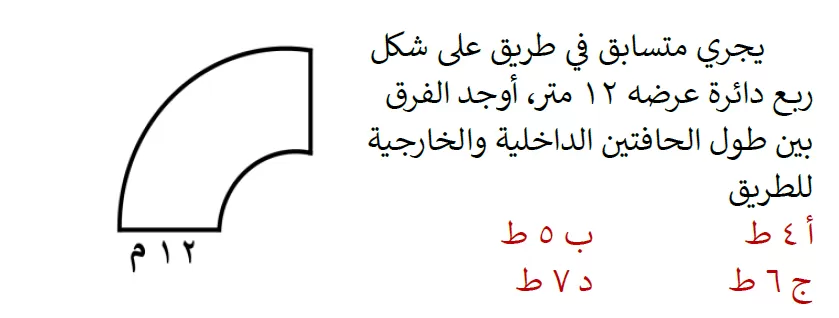 يجري متسابق في طريق على شكل
ربع دائرة عرضه ١٢ متر، أوجد الفرق
بين طول الحافتين الداخلية والخارجية
للطريق
أ ٤ ط ب ٥ ط
ج ٦ ط د ٧ ط
١٢ م